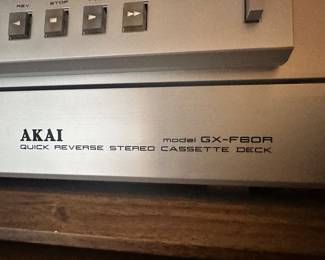 REV. STOP
AKAI model GX-F60R
QUICK REVERSE STEREO CASSETTE DECK